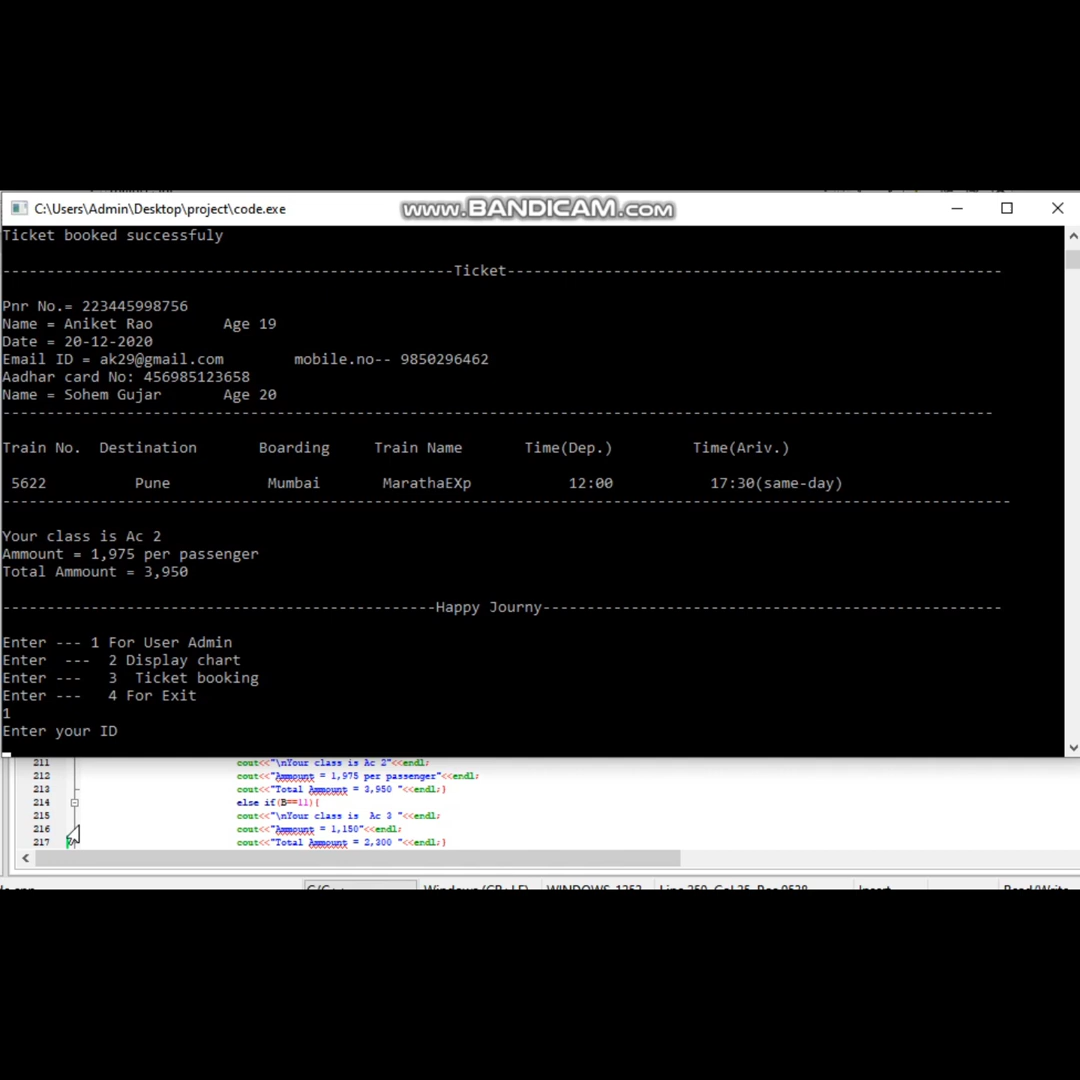 C:\Users\Admin\Desktop\project\code.exe
www.BANDICAM.com
Ticket booked successfuly
----------------------------------------------------Ticket--------------------------------------------------------
Pnr No.= 223445998756
Name = Aniket Rao        Age 19
Date = 20-12-2020
Email ID = ak29@gmail.com        mobile.no-- 9850296462
Aadhar card No: 456985123658
Name = Sohem Gujar       Age 20
----------------------------------------------------------------------------------------------------------------
Train No.  Destination       Boarding     Train Name       Time(Dep.)         Time(Ariv.)
5622          Pune           Mumbai       MarathaEXp           12:00           17:30(same-day)
------------------------------------------------------------------------------------------------------------------
Your class is Ac 2
Ammount = 1,975 per passenger
Total Ammount = 3,950
-------------------------------------------------Happy Journy----------------------------------------------------
Enter --- 1 For User Admin
Enter  ---  2 Display chart
Enter ---   3  Ticket booking
Enter ---   4 For Exit
1
Enter your ID
211 cout<<"\nYour class is Ac 2"<<endl;
212 cout<<"Ammount = 1,975 per passenger"<<endl;
213 cout<<"Total Ammount = 3,950 "<<endl;}
214 else if(B==11){
215 cout<<"\nYour class is  Ac 3 "<<endl;
216 cout<<"Ammount = 1,150"<<endl;
217 cout<<"Total Ammount = 2,300 "<<endl;}